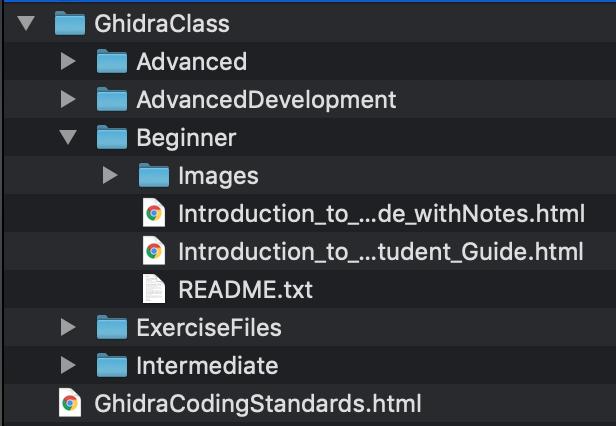 GhidraClass
Advanced
AdvancedDevelopment
Beginner
Images
Introduction_to_...de_withNotes.html
Introduction_to_...tudent_Guide.html
README.txt
ExerciseFiles
Intermediate
GhidraCodingStandards.html